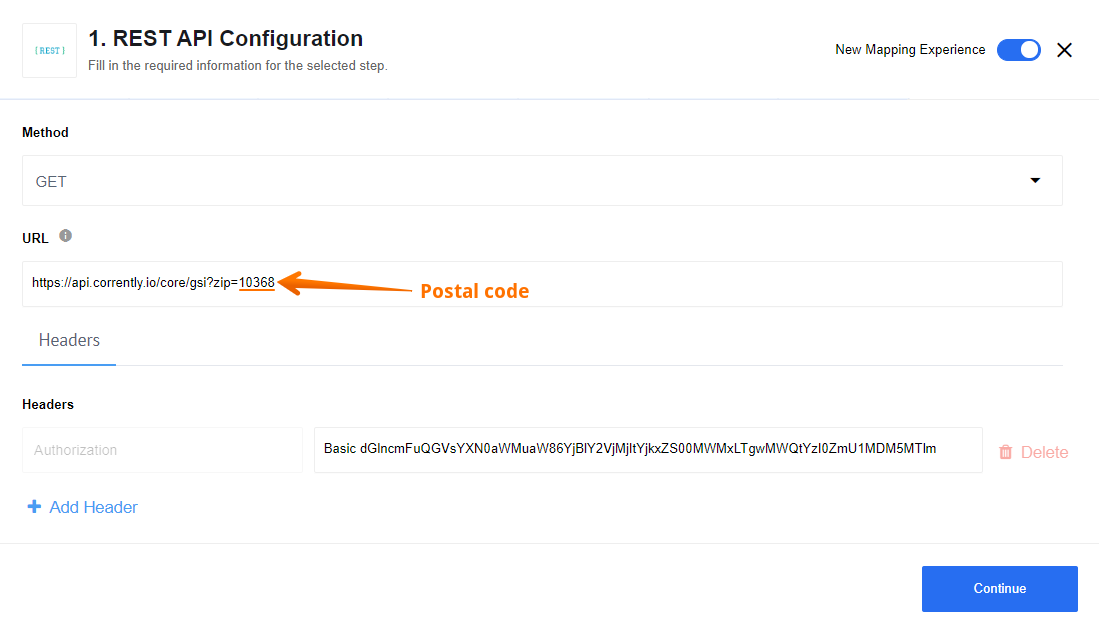 { REST }
1. REST API Configuration
Fill in the required information for the selected step.
New Mapping Experience
Method
GET
URL
https://api.corrently.io/core/gsi?zip=10368
Postal code
Headers
Headers
Authorization
Basic dGlncmFuQGVsYXN0aWMuaW86YjBlY2VjMjItYjkxZS00MWMxLTgwMWQtYzI0ZmU1MDM5MTlm
Delete
Add Header
Continue